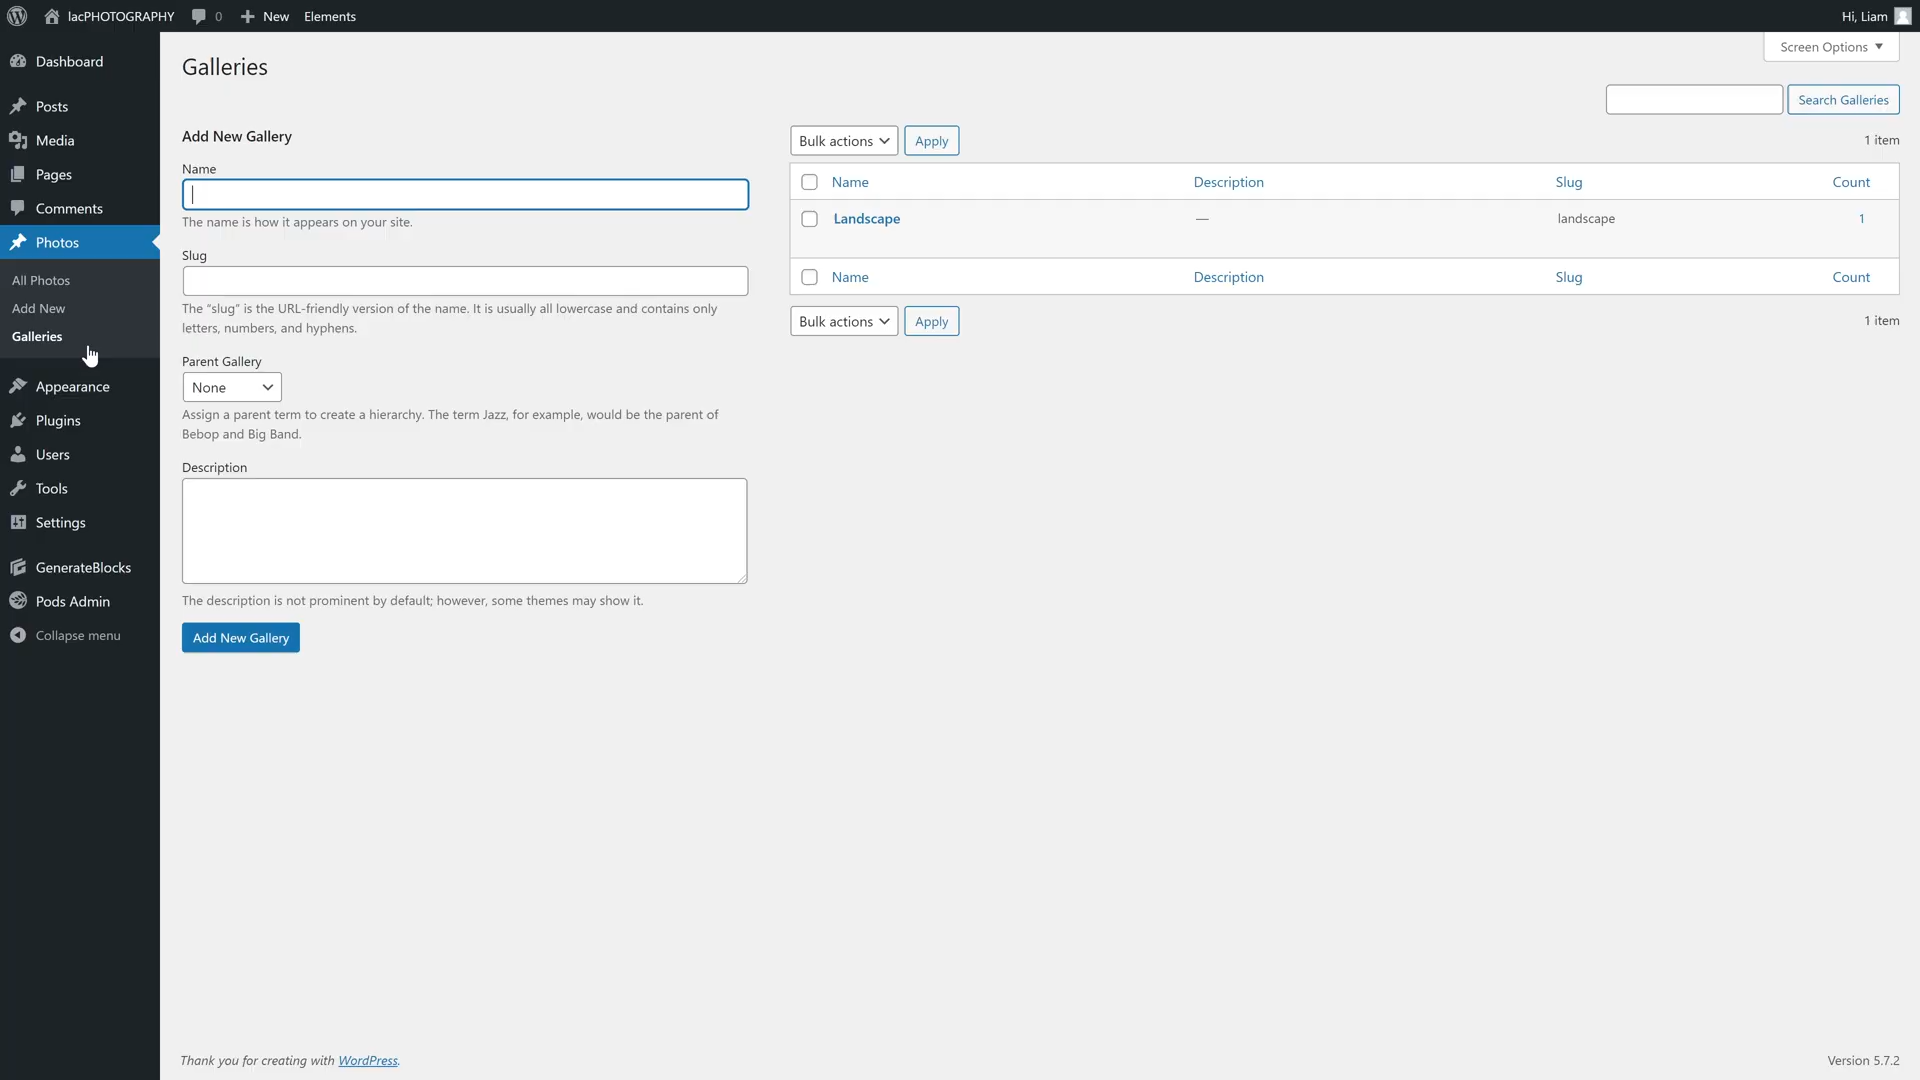 lacPHOTOGRAPHY 0 New Elements Hi, Liam
Screen Options
Dashboard
Posts
Media
Pages
Comments
Photos
All Photos
Add New
Galleries
Appearance
Plugins
Users
Tools
Settings
GenerateBlocks
Pods Admin
Collapse menu
Galleries
Search Galleries
Add New Gallery
Name
The name is how it appears on your site.
Slug
The “slug” is the URL-friendly version of the name. It is usually all lowercase and contains only
letters, numbers, and hyphens.
Parent Gallery
None
Assign a parent term to create a hierarchy. The term Jazz, for example, would be the parent of
Bebop and Big Band.
Description
The description is not prominent by default; however, some themes may show it.
Add New Gallery
Bulk actions Apply 1 item
Name Description Slug Count
Landscape — landscape 1
Name Description Slug Count
Bulk actions Apply 1 item
Thank you for creating with WordPress. Version 5.7.2